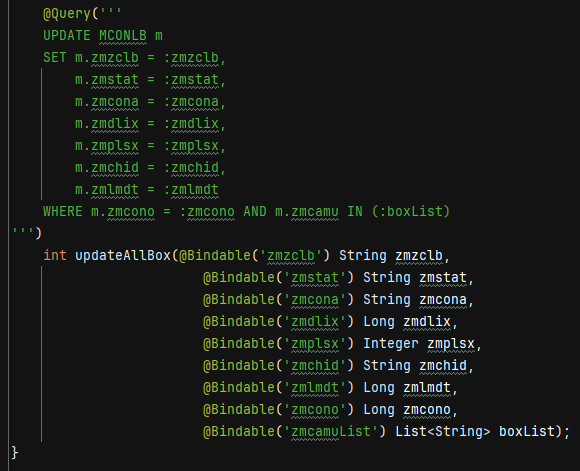 @Query('''
UPDATE MCONLB m
SET m.zmzclb = :zmzclb,
m.zmstat = :zmstat,
m.zmcona = :zmcona,
m.zmdlix = :zmdlix,
m.zmplsx = :zmplsx,
m.zmchid = :zmchid,
m.zmlmdt = :zmlmdt
WHERE m.zmcono = :zmcono AND m.zmcamu IN (:boxList)
''')
int updateAllBox(@Bindable('zmzclb') String zmzclb,
@Bindable('zmstat') String zmstat,
@Bindable('zmcona') String zmcona,
@Bindable('zmdlix') Long zmdlix,
@Bindable('zmplsx') Integer zmplsx,
@Bindable('zmchid') String zmchid,
@Bindable('zmlmdt') Long zmlmdt,
@Bindable('zmcono') Long zmcono,
@Bindable('zmcamuList') List<String> boxList);
}